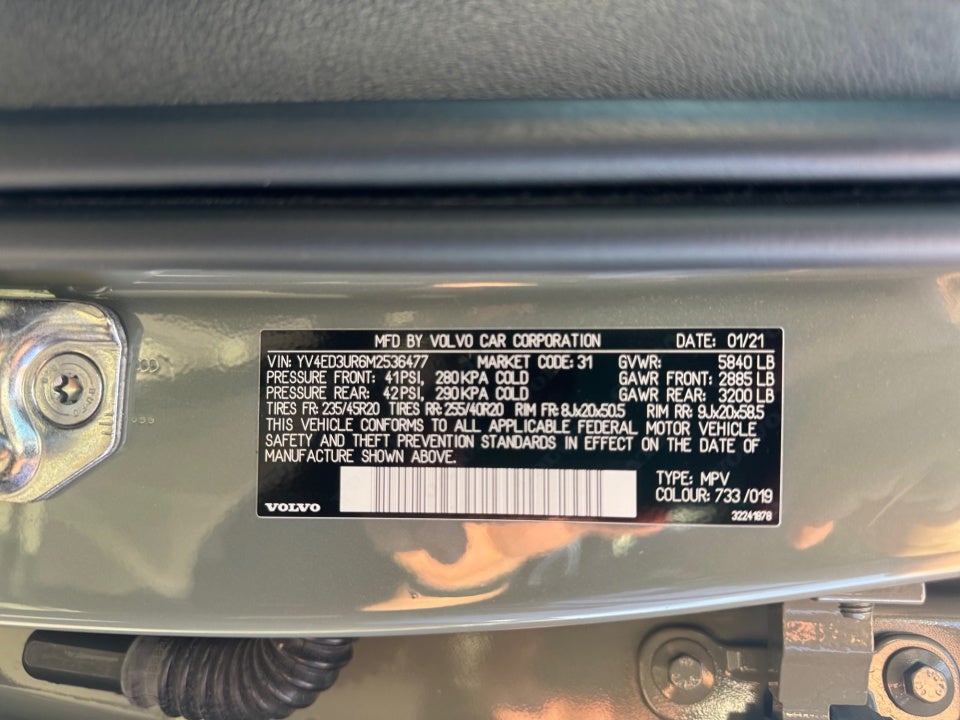 MFD BY VOLVO CAR CORPORATION DATE: 01/21
VIN: YV4ED3UR6M2536477 MARKET CODE: 31 GVWR: 5840 LB
PRESSURE FRONT: 41PSI, 280KPA COLD GAWR FRONT: 2885 LB
PRESSURE REAR: 42PSI, 290KPA COLD GAWR REAR: 3200 LB
TIRES FR: 235/45R20 TIRES RR: 255/40R20 RIM FR: 8Jx20x50.5 RIM RR: 9Jx20x58.5
THIS VEHICLE CONFORMS TO ALL APPLICABLE FEDERAL MOTOR VEHICLE
SAFETY AND THEFT PREVENTION STANDARDS IN EFFECT ON THE DATE OF
MANUFACTURE SHOWN ABOVE.
TYPE: MPV
COLOUR: 733/019
VOLVO
32241878